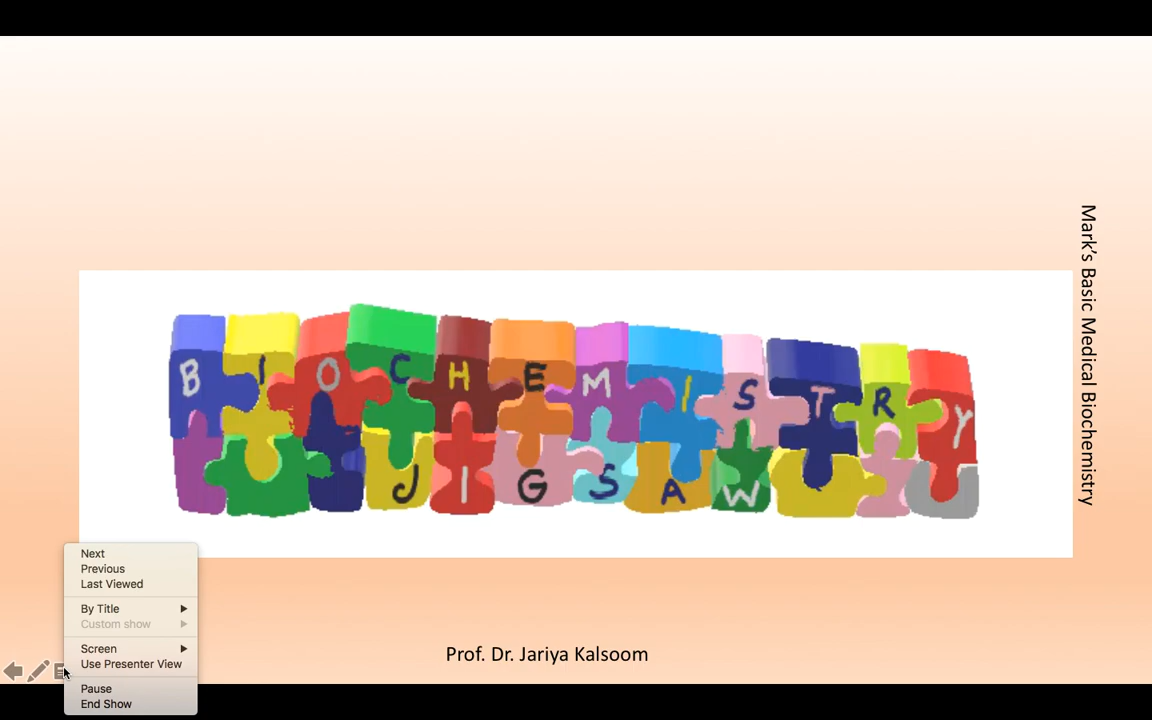 BIOCHEMISTRY
JIGSAW
Mark's Basic Medical Biochemistry
Prof. Dr. Jariya Kalsoom
Next
Previous
Last Viewed
By Title
Custom show
Screen
Use Presenter View
Pause
End Show